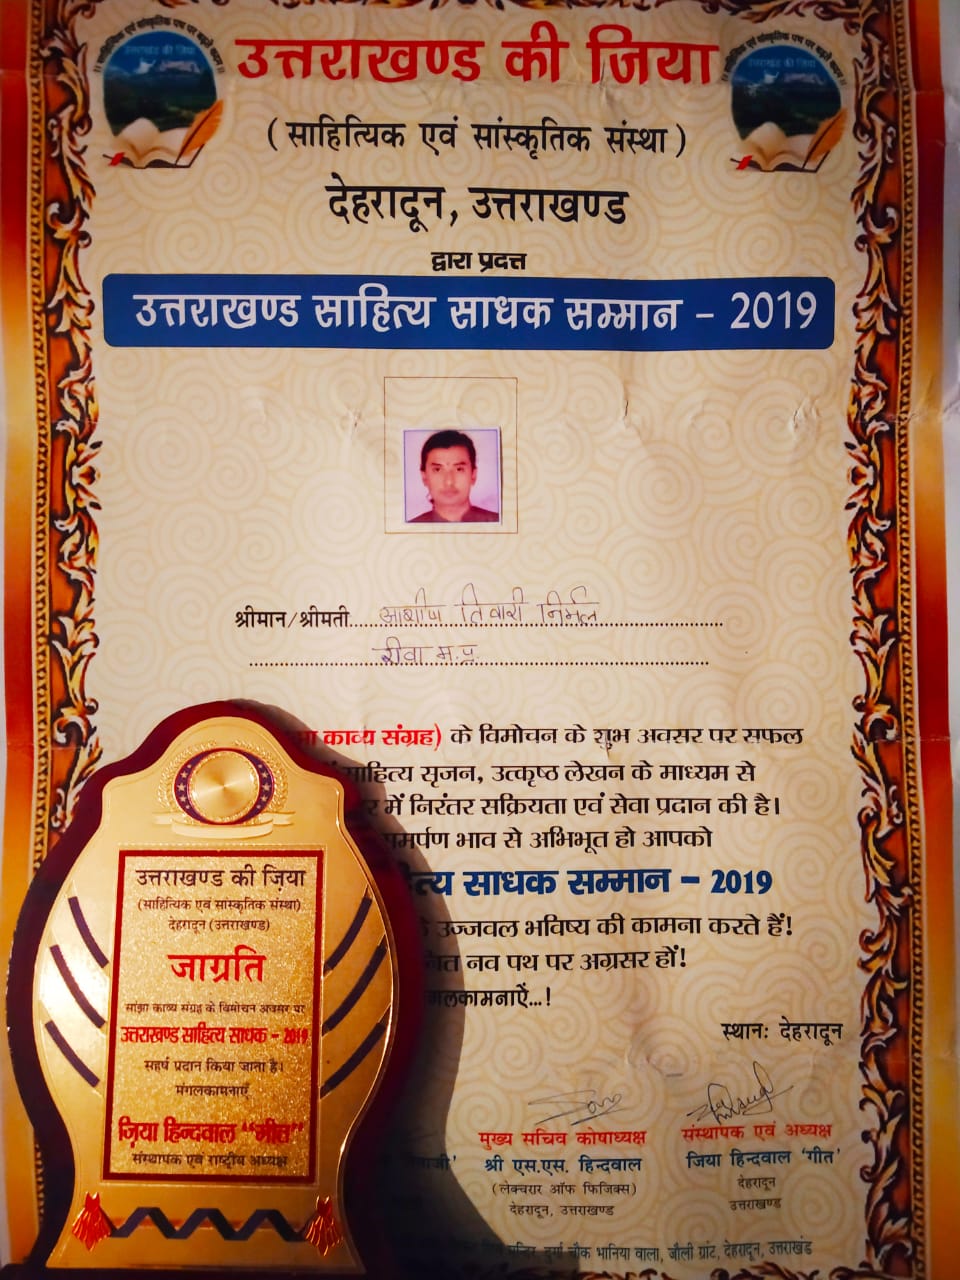 उत्तराखण्ड की जिया
(साहित्यिक एवं सांस्कृतिक संस्था)
देहरादून, उत्तराखण्ड
द्वारा प्रदत्त
उत्तराखण्ड साहित्य साधक सम्मान - 2019
श्रीमान/श्रीमती आशीष तिवारी निर्मल
रीवा म.प्र.
काव्य संग्रह) के विमोचन के शुभ अवसर पर सफल
साहित्य सृजन, उत्कृष्ठ लेखन के माध्यम से
में निरंतर सक्रियता एवं सेवा प्रदान की है।
समर्पण भाव से अभिभूत हो आपको
साधक सम्मान - 2019
उज्जवल भविष्य की कामना करते हैं!
नव पथ पर अग्रसर हों!
स्थानः देहरादून
मुख्य सचिव कोषाध्यक्ष
श्री एस.एस. हिन्दवाल
(लेक्चरार ऑफ फिजिक्स)
देहरादून, उत्तराखण्ड
संस्थापक एवं अध्यक्ष
जिया हिन्दवाल 'गीत'
देहरादून
उत्तराखण्ड
चौक भानिया वाला, जौली ग्रांट, देहरादून, उत्तराखंड
उत्तराखण्ड की जि़या
(साहित्यिक एवं सांस्कृतिक संस्था)
देहरादून (उत्तराखण्ड)
जाग्रति
सांझा काव्य संग्रह के विमोचन अवसर पर
उत्तराखण्ड साहित्य साधक - 2019
सहर्ष प्रदान किया जाता है।
मंगलकामनाएँ
जि़या हिन्दवाल "गीत"
संस्थापक एवं राष्ट्रीय अध्यक्ष